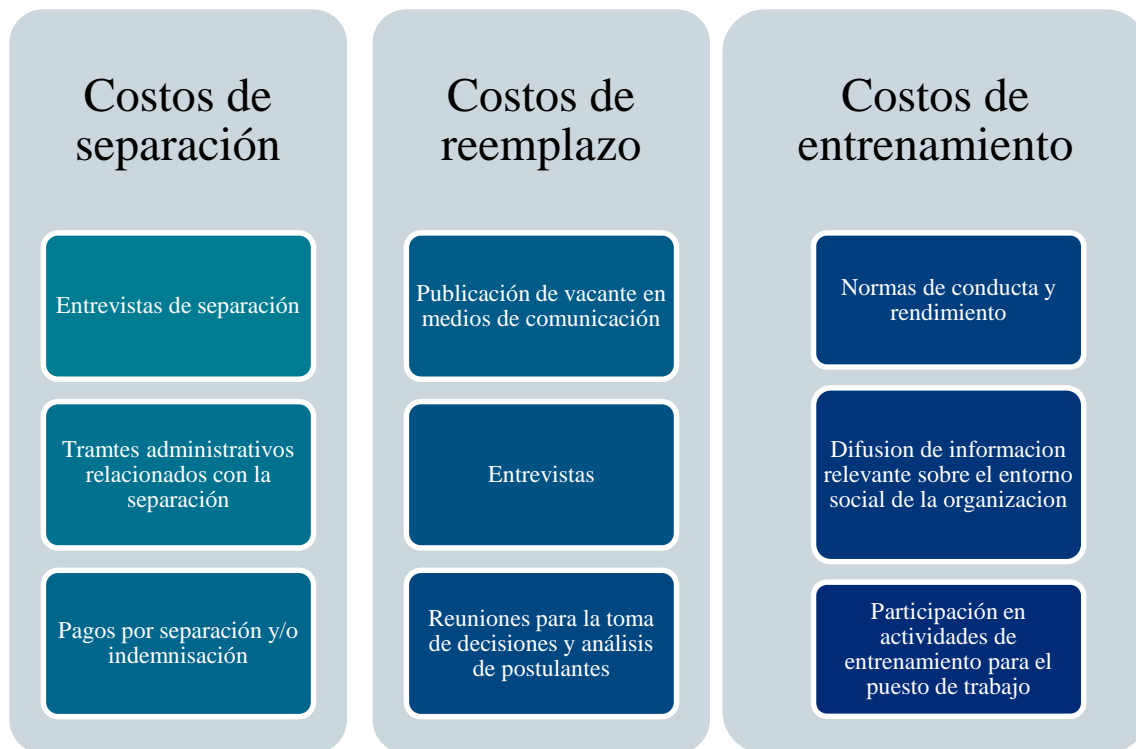 Costos de
separación
Entrevistas de separación
Tramtes administrativos
relacionados con la
separación
Pagos por separación y/o
indemnisación
Costos de
reemplazo
Publicación de vacante en
medios de comunicación
Entrevistas
Reuniones para la toma
de decisiones y análisis
de postulantes
Costos de
entrenamiento
Normas de conducta y
rendimiento
Difusion de informacion
relevante sobre el entorno
social de la organizacion
Participación en
actividades de
entrenamiento para el
puesto de trabajo